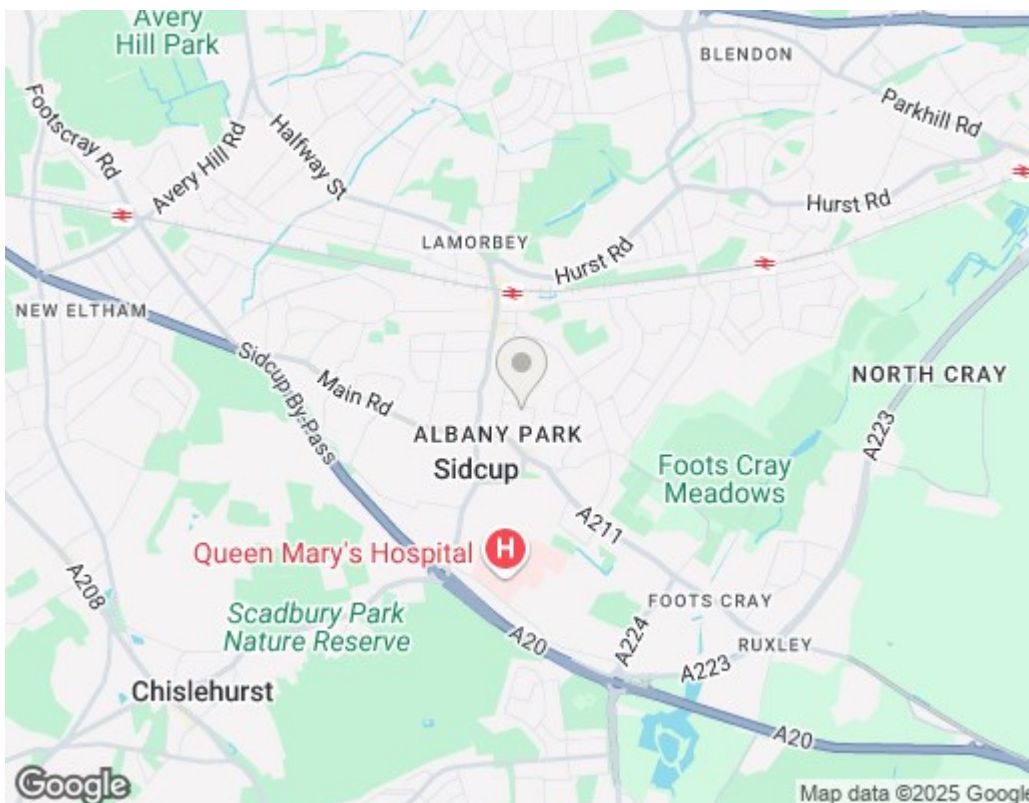 Avery
Hill Park
BLENDON
Footscray Rd
Avery Hill Rd
Halfway St
Parkhill Rd
Hurst Rd
LAMORBEY
Hurst Rd
NEW ELTHAM
Sidcup By-Pass
Main Rd
NORTH CRAY
A223
ALBANY PARK
Sidcup
Foots Cray
Meadows
A211
Queen Mary's Hospital
H
A208
Scadbury Park
Nature Reserve
FOOTS CRAY
A224
RUXLEY
A20
A223
Chislehurst
A20
Google
Map data ©2025 Google